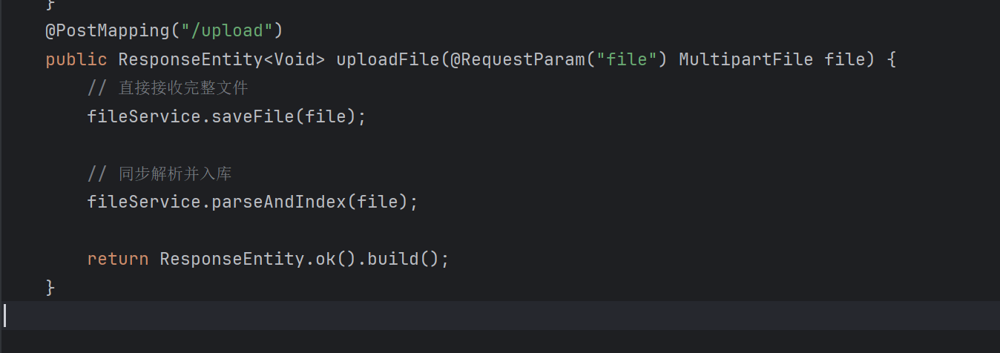 }
@PostMapping("/upload")
public ResponseEntity<Void> uploadFile(@RequestParam("file") MultipartFile file) {
// 直接接收完整文件
fileService.saveFile(file);
// 同步解析并入库
fileService.parseAndIndex(file);
return ResponseEntity.ok().build();
}